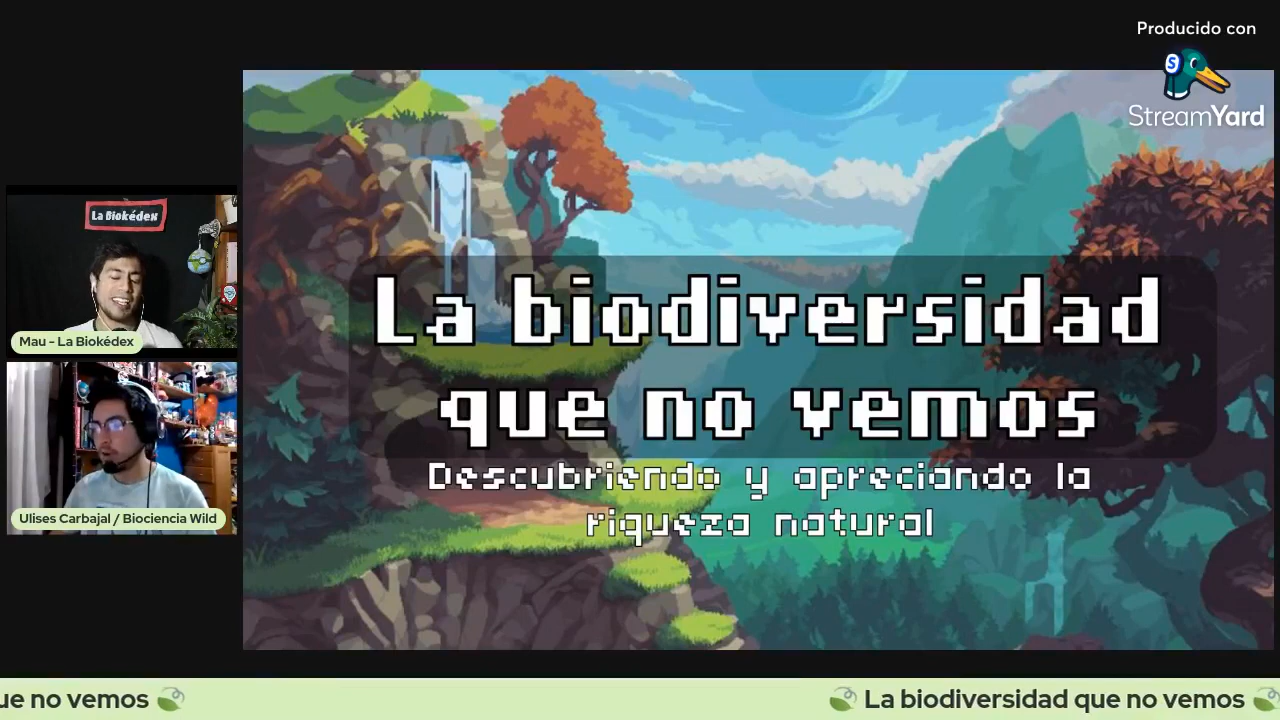 Producido con
S
StreamYard
La Biokédex
Mau - La Biokédex
Ulises Carbajal / Biociencia Wild
La biodiversidad
que no vemos
Descubriendo y apreciando la
riqueza natural
ue no vemos
La biodiversidad que no vemos